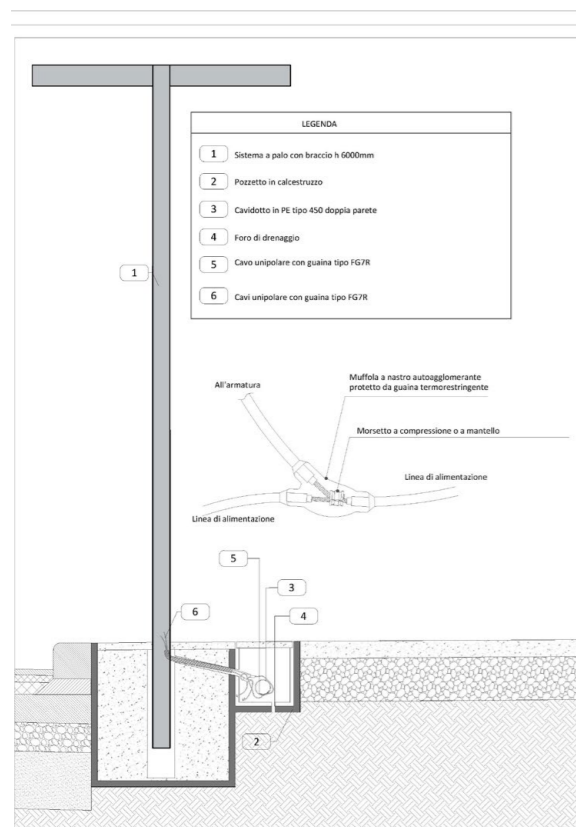 LEGENDA
1 Sistema a palo con braccio h 6000mm
2 Pozzetto in calcestruzzo
3 Cavidotto in PE tipo 450 doppia parete
4 Foro di drenaggio
5 Cavo unipolare con guaina tipo FG7R
6 Cavi unipolare con guaina tipo FG7R
1
Muffola a nastro autoagglomerante
protetto da guaina termorestringente
All'armatura
Morsetto a compressione o a mantello
Linea di alimentazione
Linea di alimentazione
5
3
6
4
2